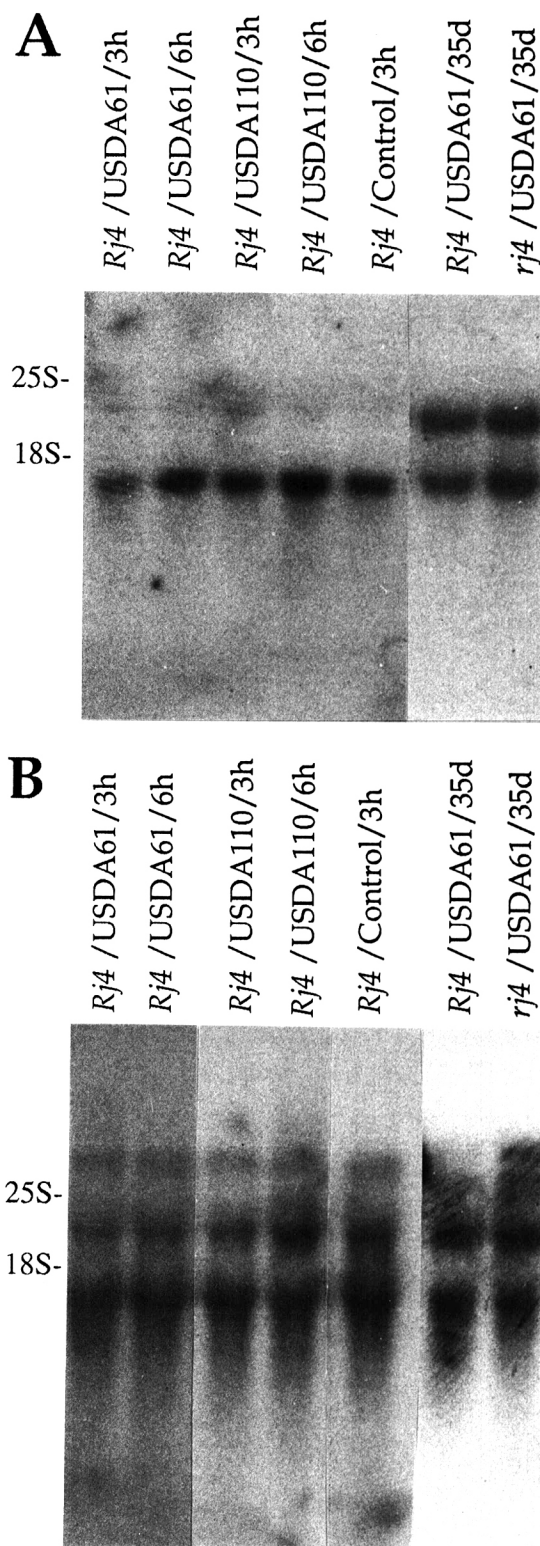 A
Rj4 /USDA61/3h
Rj4 /USDA61/6h
Rj4 /USDA110/3h
Rj4 /USDA110/6h
Rj4 /Control/3h
Rj4 /USDA61/35d
rj4 /USDA61/35d
25S-
18S-
B
Rj4 /USDA61/3h
Rj4 /USDA61/6h
Rj4 /USDA110/3h
Rj4 /USDA110/6h
Rj4 /Control/3h
Rj4 /USDA61/35d
rj4 /USDA61/35d
25S-
18S-